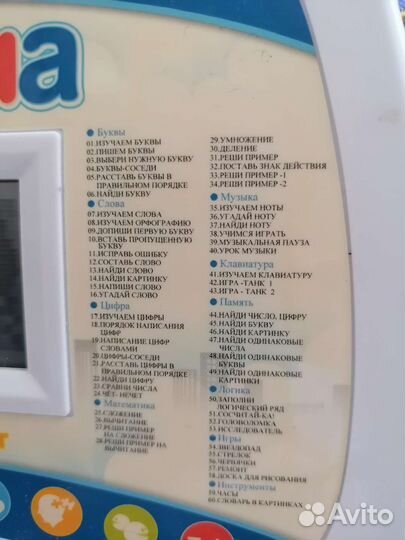 Буквы
01.ИЗУЧАЕМ БУКВЫ
02.ПИШЕМ БУКВЫ
03.ВЫБЕРИ НУЖНУЮ БУКВУ
04.БУКВЫ-СОСЕДИ
05.РАССТАВЬ БУКВЫ В
ПРАВИЛЬНОМ ПОРЯДКЕ
06.НАЙДИ БУКВУ
Слова
07.ИЗУЧАЕМ СЛОВА
08.ИЗУЧАЕМ ОРФОГРАФИЮ
09.ДОПИШИ ПЕРВУЮ БУКВУ
10.ВСТАВЬ ПРОПУЩЕННУЮ
БУКВУ
11.ИСПРАВЬ ОШИБКУ
12.СОСТАВЬ СЛОВО
13.НАЙДИ СЛОВО
14.НАЙДИ КАРТИНКУ
15.НАПИШИ СЛОВО
16.УГАДАЙ СЛОВО
Цифра
17.ИЗУЧАЕМ ЦИФРЫ
18.ПОРЯДОК НАПИСАНИЯ
ЦИФР
19.НАПИСАНИЕ ЦИФР
СЛОВАМИ
20.ЦИФРЫ-СОСЕДИ
21.РАССТАВЬ ЦИФРЫ В
ПРАВИЛЬНОМ ПОРЯДКЕ
22.НАЙДИ ЦИФРУ
23.СРАВНИ ЧИСЛА
24.ЧЁТ- НЕЧЕТ
Математика
25.СЛОЖЕНИЕ
26.ВЫЧИТАНИЕ
27.РЕШИ ПРИМЕР
НА СЛОЖЕНИЕ
28.РЕШИ ПРИМЕР НА
ВЫЧИТАНИЕ
29.УМНОЖЕНИЕ
30.ДЕЛЕНИЕ
31.РЕШИ ПРИМЕР
32.ПОСТАВЬ ЗНАК ДЕЙСТВИЯ
33.РЕШИ ПРИМЕР -1
34.РЕШИ ПРИМЕР -2
Музыка
35.ИЗУЧАЕМ НОТЫ
36.УГАДАЙ НОТУ
37.НАЙДИ НОТУ
38.УЧИМСЯ ИГРАТЬ
39.МУЗЫКАЛЬНАЯ ПАУЗА
40.УРОК МУЗЫКИ
Клавиатура
41.ИЗУЧАЕМ КЛАВИАТУРУ
42.ИГРА -ТАНК 1
43.ИГРА - ТАНК 2
Память
44.НАЙДИ ЧИСЛО, ЦИФРУ
45.НАЙДИ БУКВУ
46.НАЙДИ КАРТИНКУ
47.НАЙДИ ОДИНАКОВЫЕ
ЧИСЛА
48.НАЙДИ ОДИНАКОВЫЕ
БУКВЫ
49.НАЙДИ ОДИНАКОВЫЕ
КАРТИНКИ
Логика
50.ЗАПОЛНИ
ЛОГИЧЕСКИЙ РЯД
51.СОСЧИТАЙ-КА!
52.ГОЛОВОЛОМКА
53.ИССЛЕДОВАТЕЛЬ
Игры
54.ЗВЕЗДОПАД
55.СТРЕЛОК
56.ЧЕРВЯЧКИ
57.РЕМОНТ
58.ДОСКА ДЛЯ РИСОВАНИЯ
Инструменты
59.ЧАСЫ
60.СЛОВАРЬ В КАРТИНКАХ
Avito